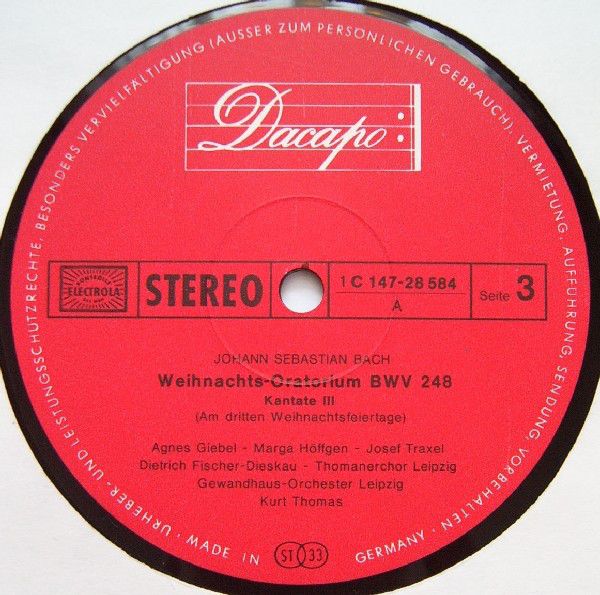 URHEBER- UND LEISTUNGSSCHUTZRECHTE, BESONDERS VERVIELFÄLTIGUNG (AUSSER ZUM PERSÖNLICHEN GEBRAUCH), VERMIETUNG, AUFFÜHRUNG, SENDUNG, VORBEHALTEN · GERMANY · MADE IN
Dacapo
ELECTROLA
STEREO
1 C 147-28 584
A
Seite 3
JOHANN SEBASTIAN BACH
Weihnachts-Oratorium BWV 248
Kantate III
(Am dritten Weihnachtsfeiertage)
Agnes Giebel - Marga Höffgen - Josef Traxel
Dietrich Fischer-Dieskau - Thomanerchor Leipzig
Gewandhaus-Orchester Leipzig
Kurt Thomas
ST 33